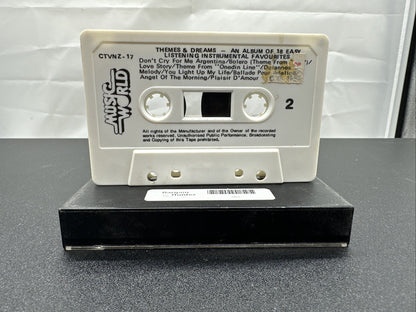 CTVNZ-17
THEMES & DREAMS - AN ALBUM OF 18 EASY
LISTENING INSTRUMENTAL FAVOURITES
Don't Cry For Me Argentina/Bolero (Theme From
Love Story/Theme From "Onedin Line"/
Melody/You Light Up My Life/Ballade Pour
Angel Of The Morning/Plaisir D'Amour
MUSIC
WORLD
2
All rights of the Manufacturer and of the Owner of the recorded
works reserved. Unauthorised Public Performance, Broadcasting
and Copying of this Tape prohibited.